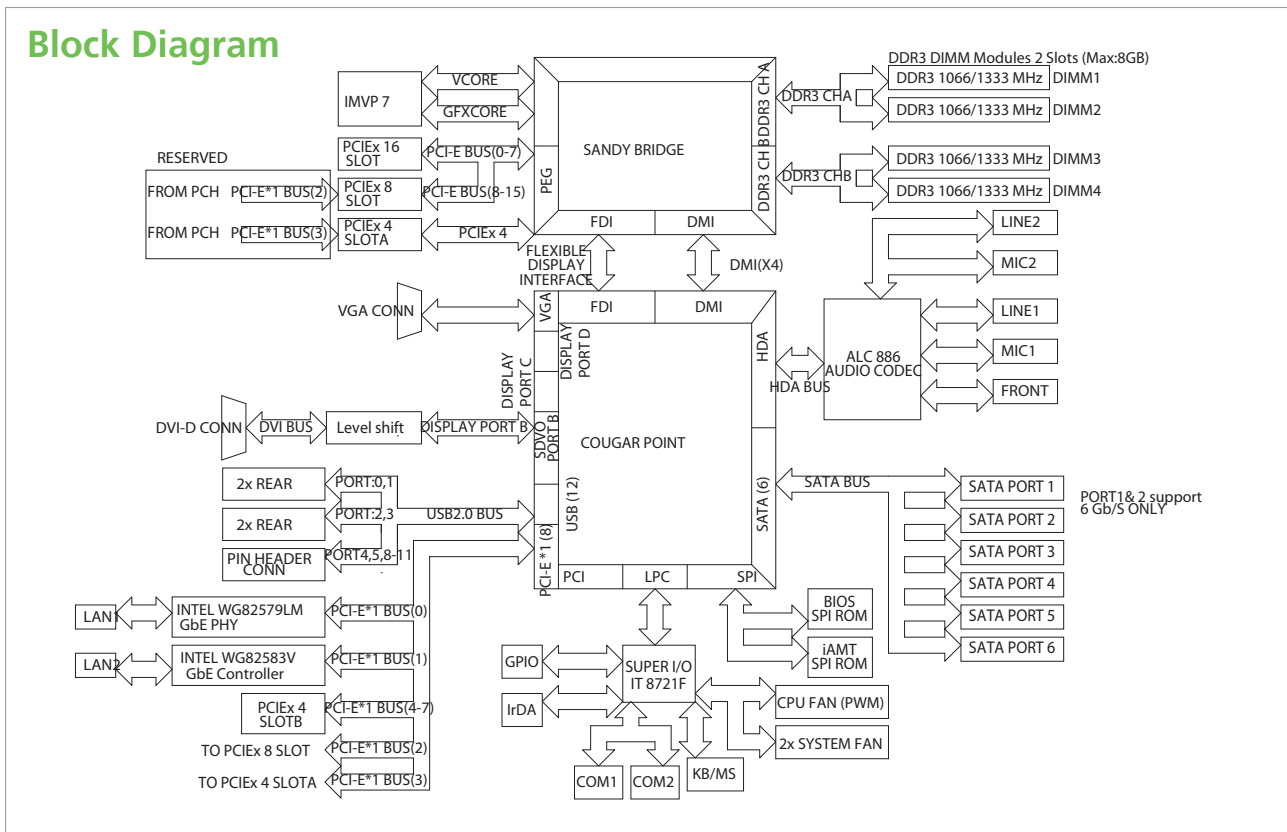 Block Diagram
DDR3 DIMM Modules 2 Slots (Max:8GB)
IMVP 7
VCORE
GFXCORE
DDR3 CH A
DDR3 CH B
DDR3 CHA
DDR3 1066/1333 MHz DIMM1
DDR3 1066/1333 MHz DIMM2
SANDY BRIDGE
PEG
RESERVED
PCIEx 16
SLOT
PCI-E BUS(0-7)
FROM PCH PCI-E*1 BUS(2)
PCIEx 8
SLOT
PCI-E BUS(8-15)
FROM PCH PCI-E*1 BUS(3)
PCIEx 4
SLOTA
PCIEx 4
DDR3 CHB
DDR3 1066/1333 MHz DIMM3
DDR3 1066/1333 MHz DIMM4
FDI
DMI
FLEXIBLE
DISPLAY
INTERFACE
DMI(X4)
LINE2
MIC2
LINE1
MIC1
FRONT
ALC 886
AUDIO CODEC
HDA BUS
HDA
FDI
DMI
VGA CONN
VGA
DISPLAY
PORT D
DISPLAY
PORT C
SDVO
PORT B
COUGAR POINT
DVI-D CONN
DVI BUS
Level shift
DISPLAY PORT B
2x REAR
PORT:0,1
2x REAR
PORT:2,3
USB2.0 BUS
PIN HEADER
CONN
PORT4,5,8-11
USB (12)
PCI-E *1 (8)
SATA (6)
SATA BUS
SATA PORT 1
SATA PORT 2
SATA PORT 3
SATA PORT 4
SATA PORT 5
SATA PORT 6
PORT1& 2 support
6 Gb/S ONLY
PCI
LPC
SPI
BIOS
SPI ROM
iAMT
SPI ROM
LAN1
INTEL WG82579LM
GbE PHY
PCI-E*1 BUS(0)
LAN2
INTEL WG82583V
GbE Controller
PCI-E*1 BUS(1)
PCIEx 4
SLOTB
PCI-E*1 BUS(4-7)
TO PCIEx 8 SLOT
PCI-E*1 BUS(2)
TO PCIEx 4 SLOTA
PCI-E*1 BUS(3)
GPIO
IrDA
SUPER I/O
IT 8721F
CPU FAN (PWM)
2x SYSTEM FAN
COM1
COM2
KB/MS